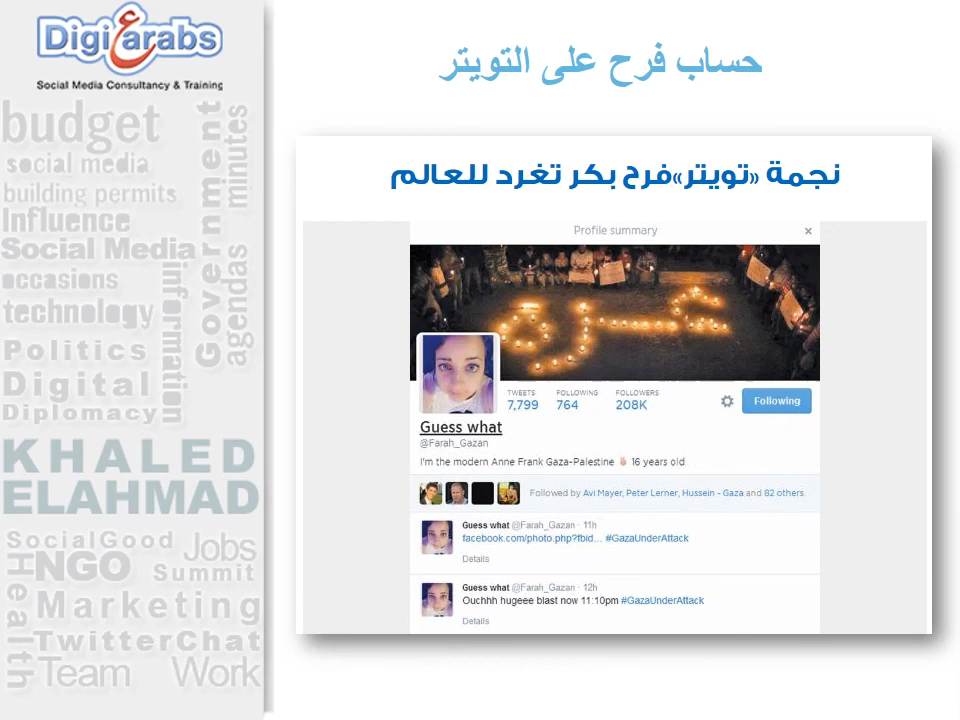 Digi arabs
Social Media Consultancy & Training
budget
social media
building permits
Influence
Social Media
occasions
technology
Politics
Digital
Diplomacy
Government
minutes
agendas
information
KHALED
ELAHMAD
SocialGood
Jobs
NGO
Summit
Health
Marketing
TwitterChat
Team Work
حساب فرح على التويتر
نجمة «تويتر»فرح بكر تغرد للعالم
Profile summary
×
غزة
TWEETS FOLLOWING FOLLOWERS
7,799 764 208K
Following
Guess what
@Farah_Gazan
I'm the modern Anne Frank Gaza-Palestine ✌ 16 years old
Followed by Avi Mayer, Peter Lerner, Hussein - Gaza and 82 others.
Guess what @Farah_Gazan · 11h
facebook.com/photo.php?fbid… #GazaUnderAttack
Details
Guess what @Farah_Gazan · 12h
Ouchhh hugeee blast now 11:10pm #GazaUnderAttack
Details